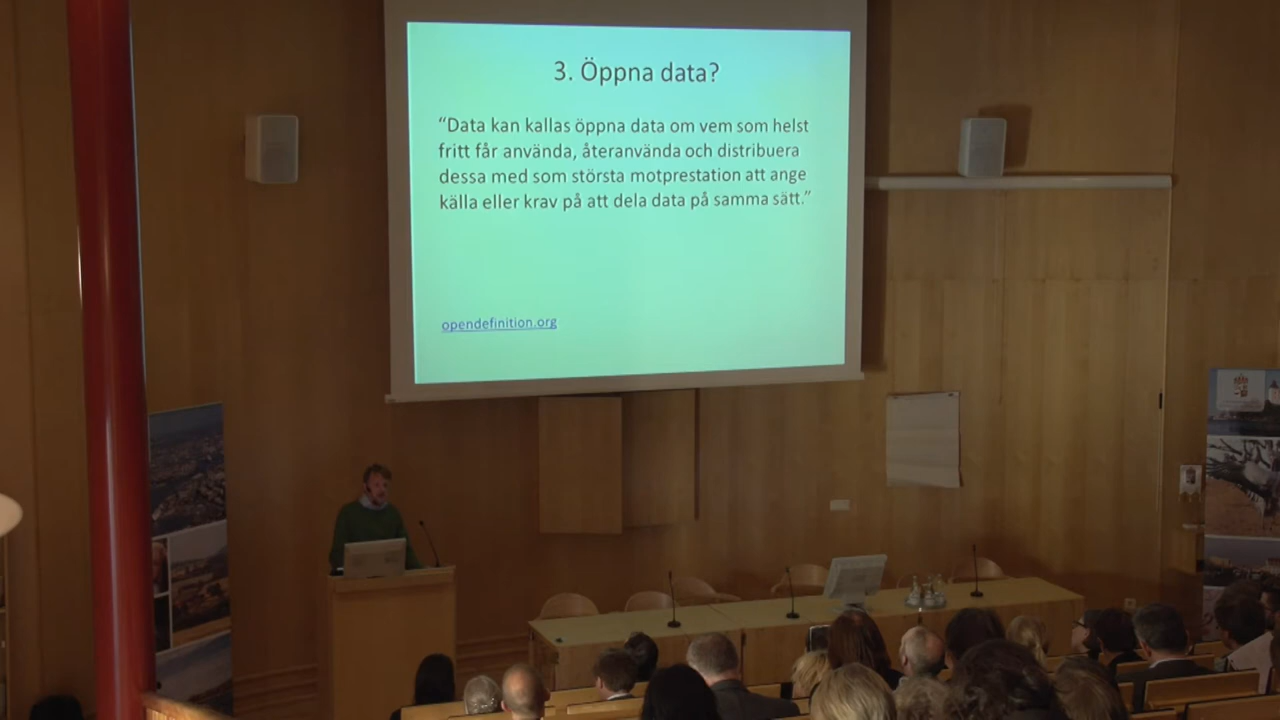 3. Öppna data?
“Data kan kallas öppna data om vem som helst
fritt får använda, återanvända och distribuera
dessa med som största motprestation att ange
källa eller krav på att dela data på samma sätt.”
opendefinition.org